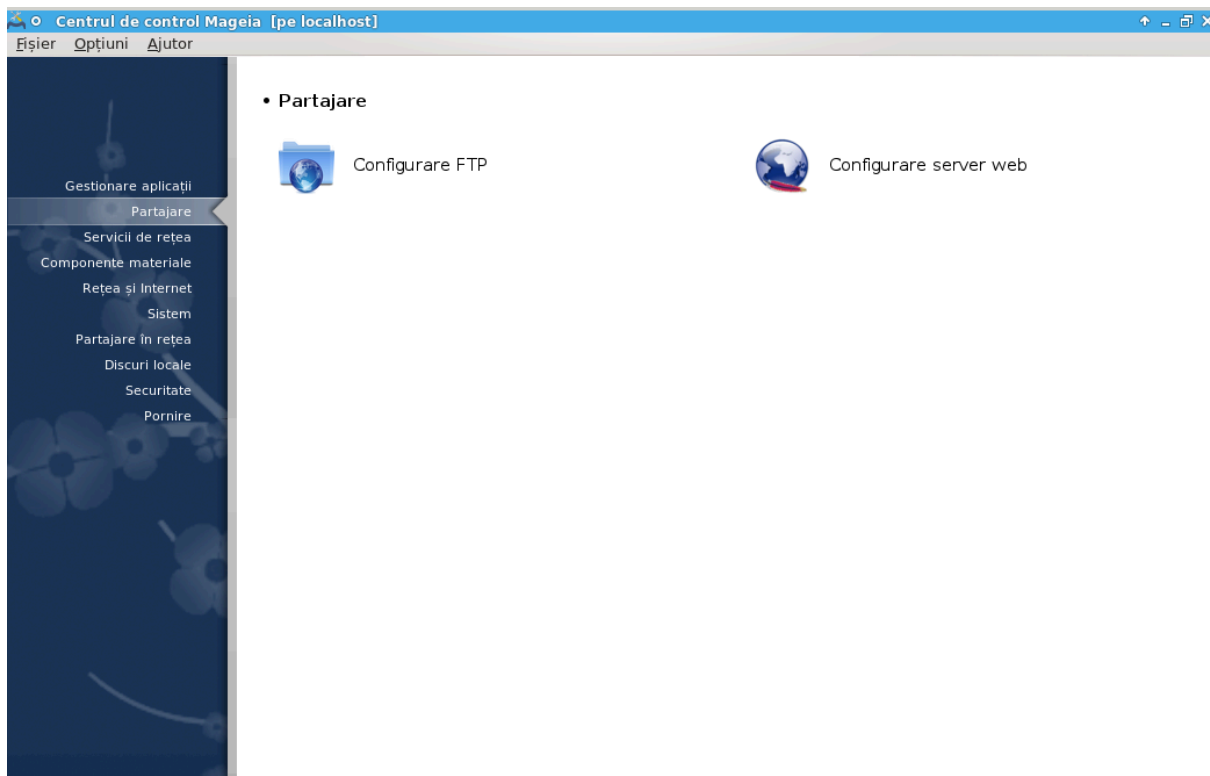 Centrul de control Mageia [pe localhost]
Fișier Opțiuni Ajutor
Gestionare aplicații
Partajare
Servicii de rețea
Componente materiale
Rețea și Internet
Sistem
Partajare în rețea
Discuri locale
Securitate
Pornire
• Partajare
Configurare FTP
Configurare server web